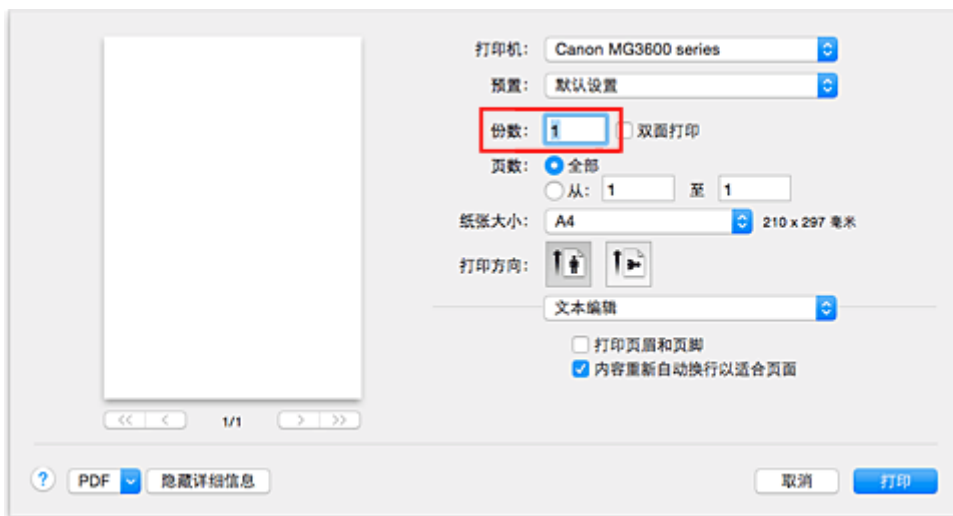 打印机: Canon MG3600 series
预置: 默认设置
份数: 1 双面打印
页数: 全部
从: 1 至 1
纸张大小: A4 210 x 297 毫米
打印方向:
文本编辑
打印页眉和页脚
内容重新自动换行以适合页面
<< < 1/1 > >>
? PDF 隐藏详细信息 取消 打印